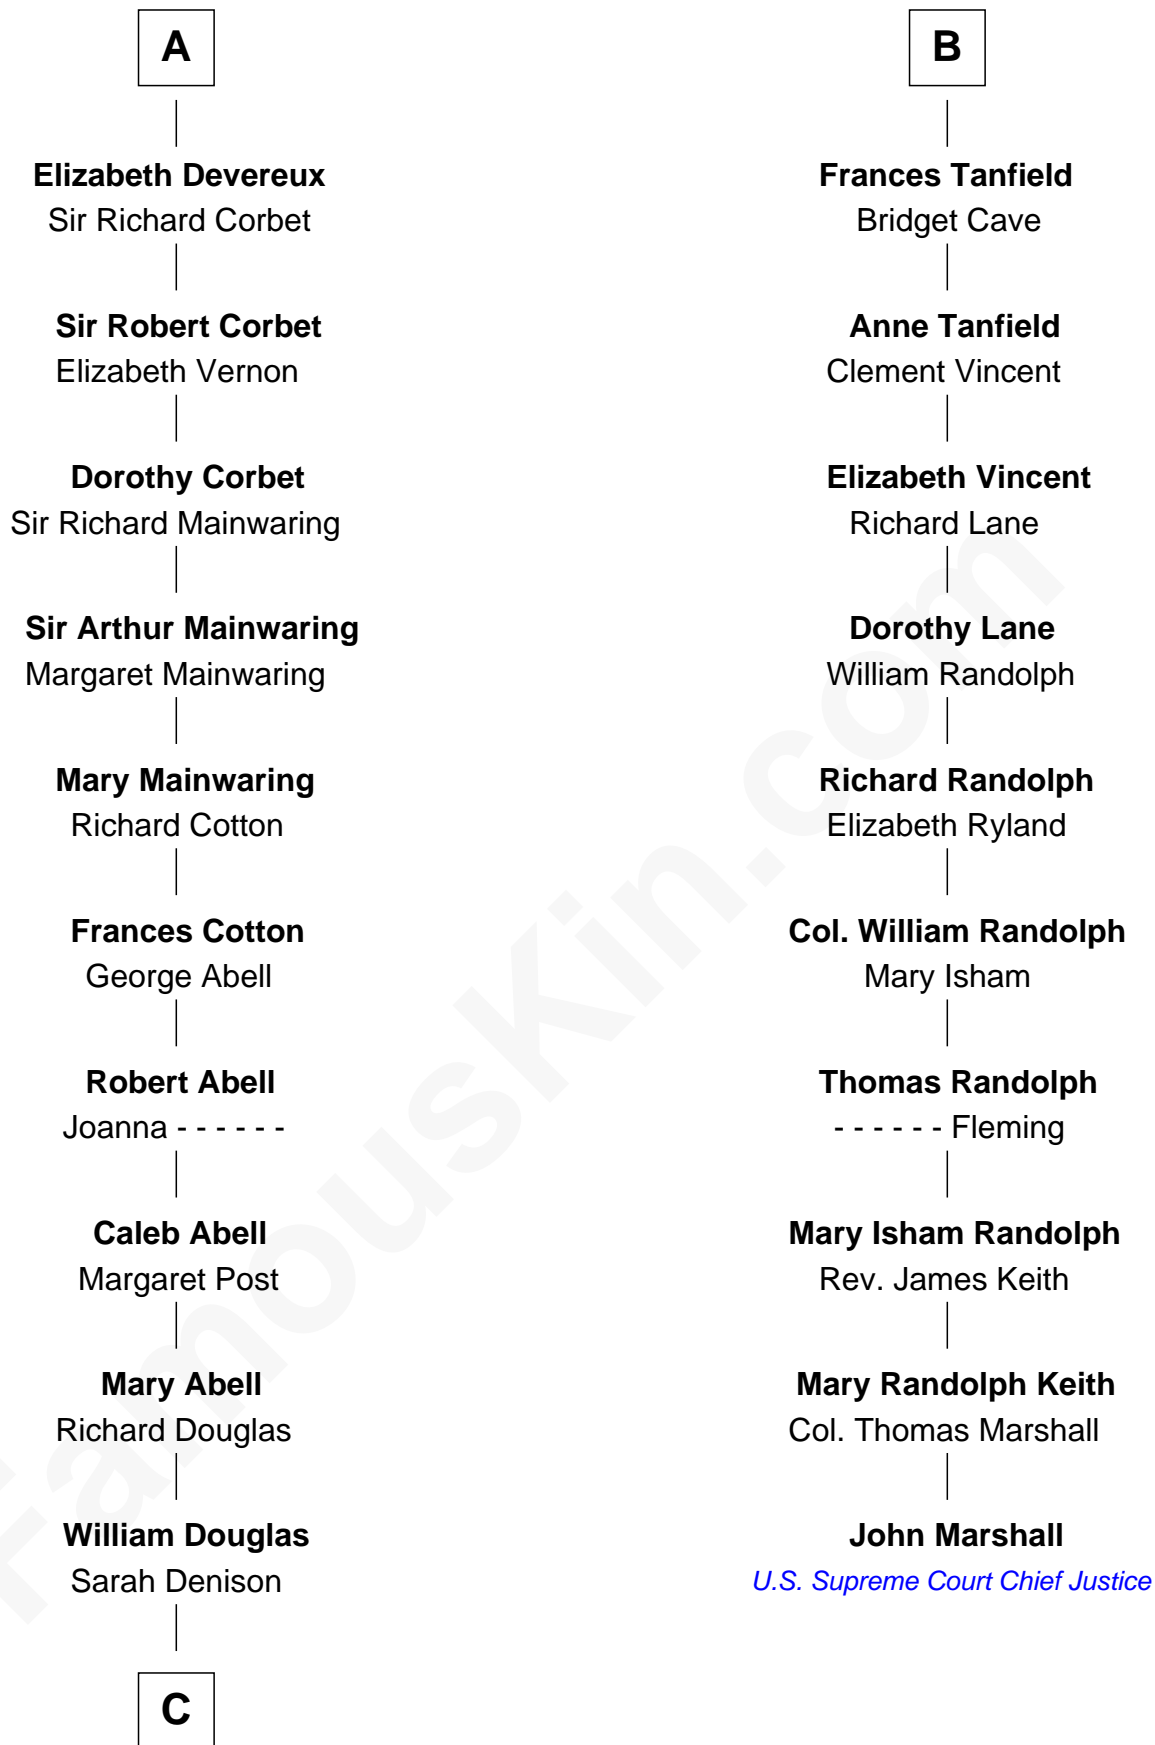 A
Elizabeth Devereux
Sir Richard Corbet
Sir Robert Corbet
Elizabeth Vernon
Dorothy Corbet
Sir Richard Mainwaring
Sir Arthur Mainwaring
Margaret Mainwaring
Mary Mainwaring
Richard Cotton
Frances Cotton
George Abell
Robert Abell
Joanna - - - - - -
Caleb Abell
Margaret Post
Mary Abell
Richard Douglas
William Douglas
Sarah Denison
C
B
Frances Tanfield
Bridget Cave
Anne Tanfield
Clement Vincent
Elizabeth Vincent
Richard Lane
Dorothy Lane
William Randolph
Richard Randolph
Elizabeth Ryland
Col. William Randolph
Mary Isham
Thomas Randolph
- - - - - - Fleming
Mary Isham Randolph
Rev. James Keith
Mary Randolph Keith
Col. Thomas Marshall
John Marshall
U.S. Supreme Court Chief Justice
FamousKin.com